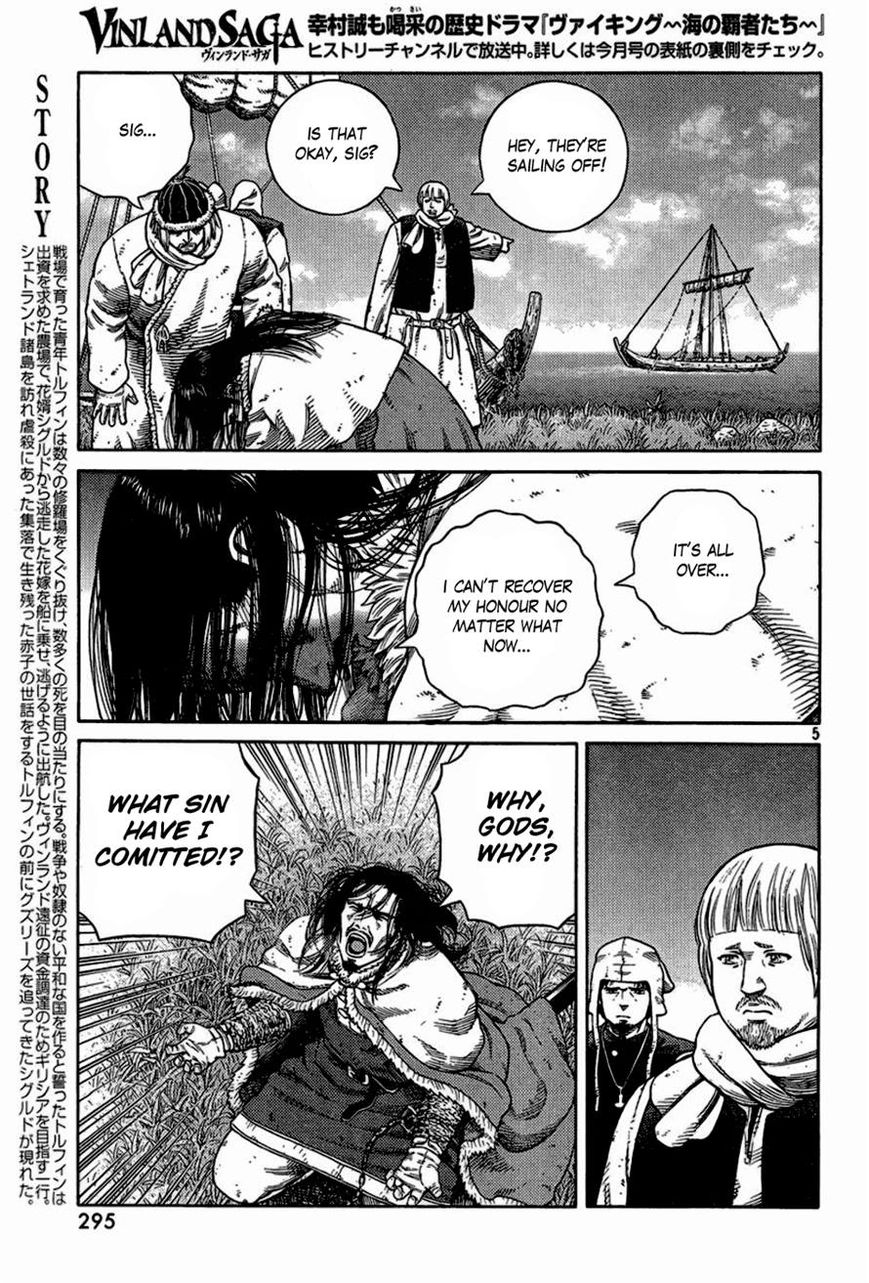 VINLAND SAGA
ヴィンランド・サガ
幸村誠も喝采の歴史ドラマ『ヴァイキング〜海の覇者たち〜』
かっさい
ヒストリーチャンネルで放送中。詳しくは今月号の表紙の裏側をチェック。
HEY, THEY'RE
SAILING OFF!
IS THAT
OKAY, SIG?
SIG...
IT'S ALL
OVER...
I CAN'T RECOVER
MY HONOUR NO
MATTER WHAT
NOW...
5
WHY,
GODS,
WHY!?
WHAT SIN
HAVE I
COMITTED!?
STORY
戦場で育った青年トルフィンは数々の修羅場をくぐり抜け、数多くの死を目の当たりにする。戦争や奴隷のない平和な国を作ると誓ったトルフィンは
出資を求めた農場で、花婿シグルドから逃走した花嫁を船に乗せ、逃げるように出航した。ヴィンランド遠征の資金調達のためギリシアを目指す一行。
シェトランド諸島を訪れ虐殺にあった集落で生き残った赤子の世話をするトルフィンの前にグズリーズを追ってきたシグルドが現れた。
295